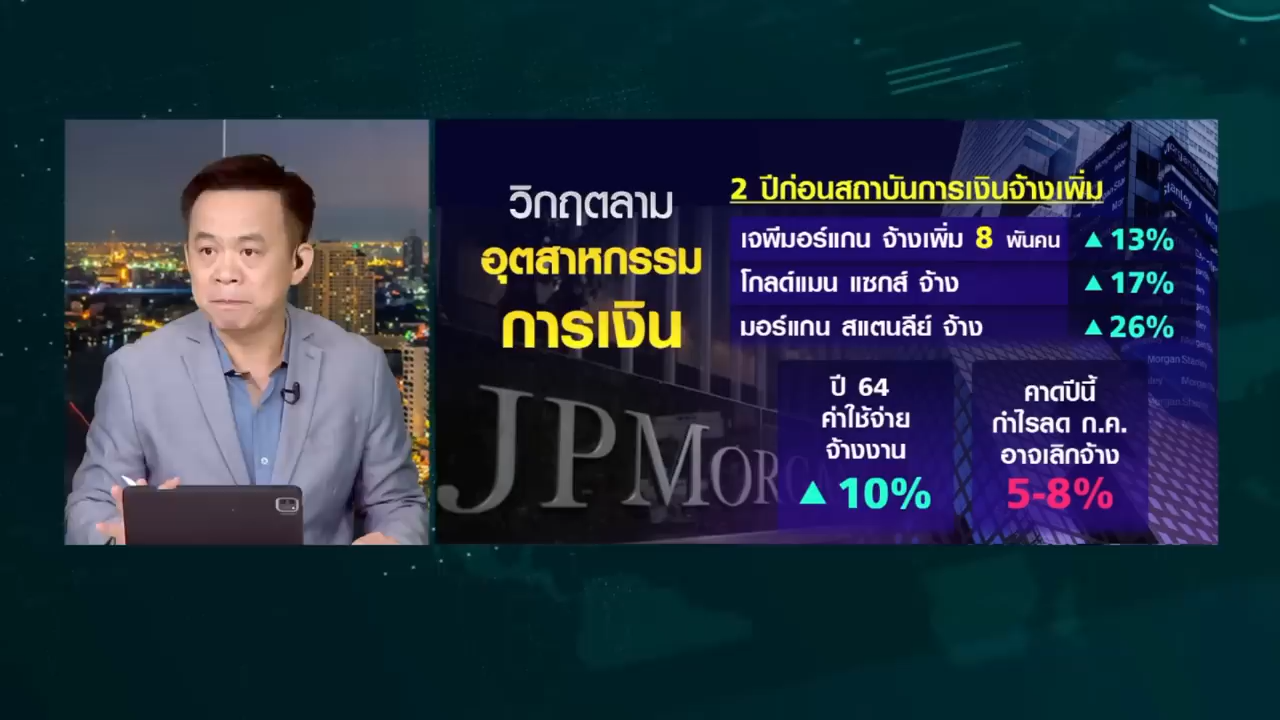 วิกฤตลาม
อุตสาหกรรม
การเงิน
2 ปีก่อนสถาบันการเงินจ้างเพิ่ม
เจพีมอร์แกน จ้างเพิ่ม 8 พันคน ▲ 13%
โกลด์แมน แซกส์ จ้าง ▲ 17%
มอร์แกน สแตนลีย์ จ้าง ▲ 26%
ปี 64
ค่าใช้จ่าย
จ้างงาน
▲ 10%
คาดปีนี้
กำไรลด ก.ค.
อาจเลิกจ้าง
5-8%
JPMOR
Morgan Stanley